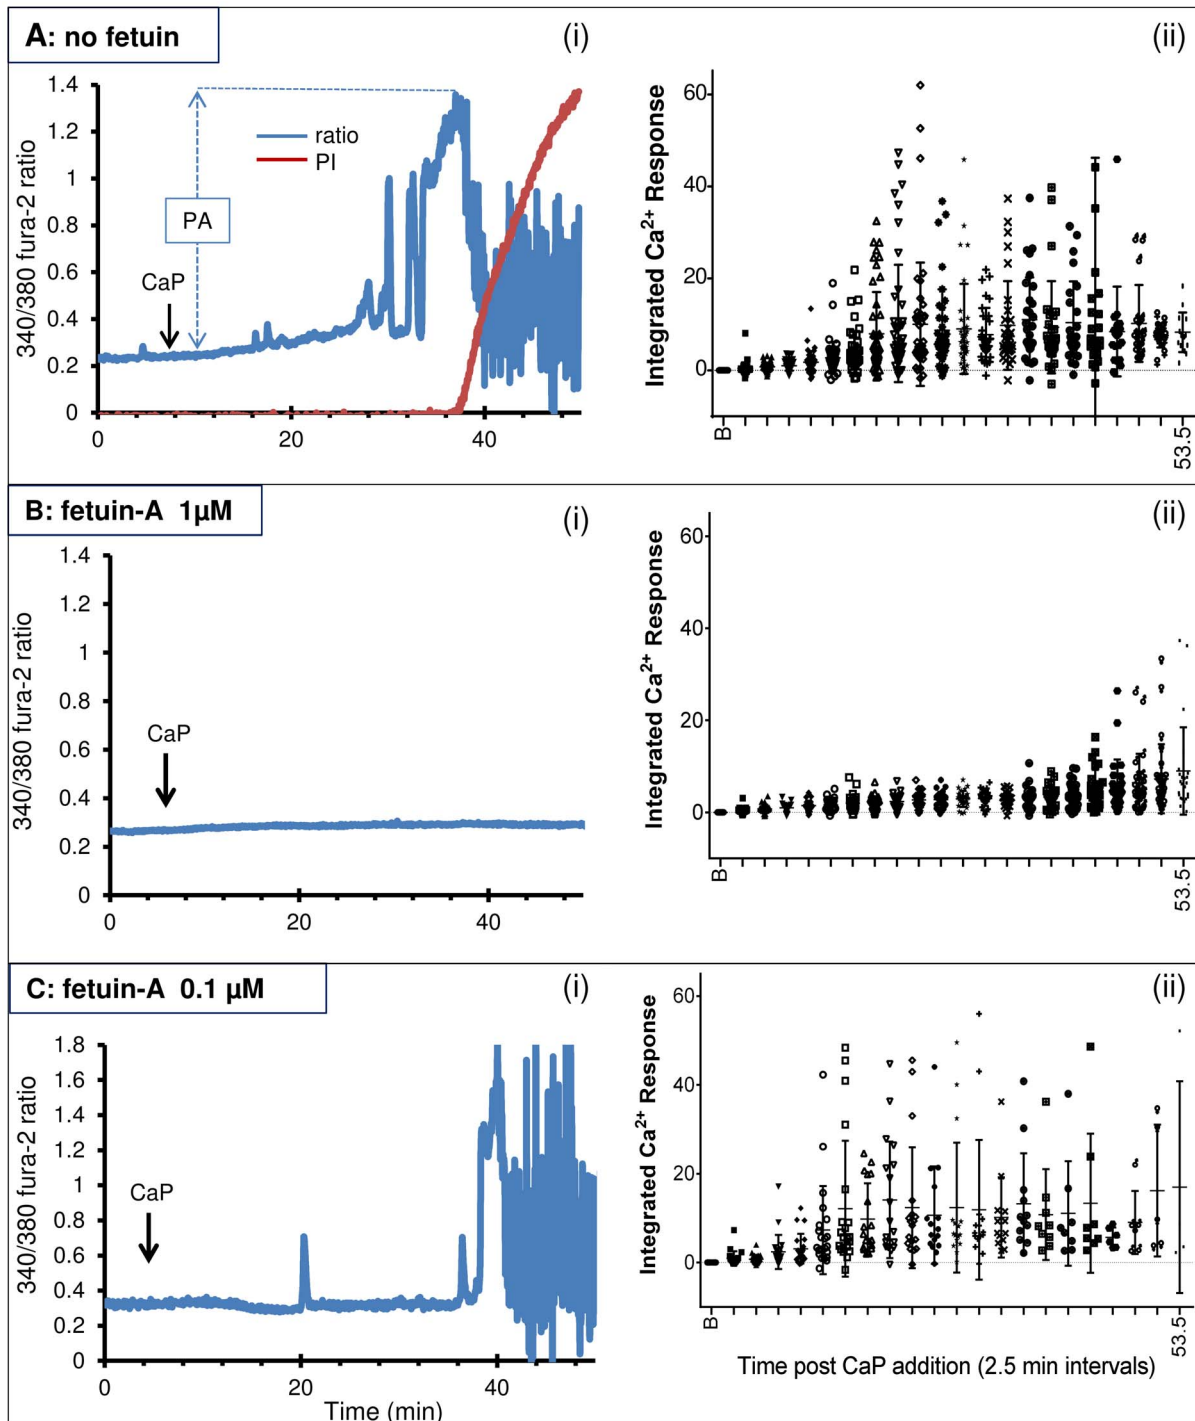 A: no fetuin
(i)
(ii)
340/380 fura-2 ratio
1.4
1.2
1
0.8
0.6
0.4
0.2
0
0 20 40
ratio
PI
PA
CaP
Integrated Ca²⁺ Response
60
40
20
0
B 53.5
B: fetuin-A 1µM
(i)
(ii)
340/380 fura-2 ratio
1.4
1.2
1
0.8
0.6
0.4
0.2
0
0 20 40
CaP
Integrated Ca²⁺ Response
60
40
20
0
B 53.5
C: fetuin-A 0.1 µM
(i)
(ii)
340/380 fura-2 ratio
1.8
1.6
1.4
1.2
1
0.8
0.6
0.4
0.2
0
0 20 40
CaP
Time (min)
Integrated Ca²⁺ Response
60
40
20
0
B 53.5
Time post CaP addition (2.5 min intervals)